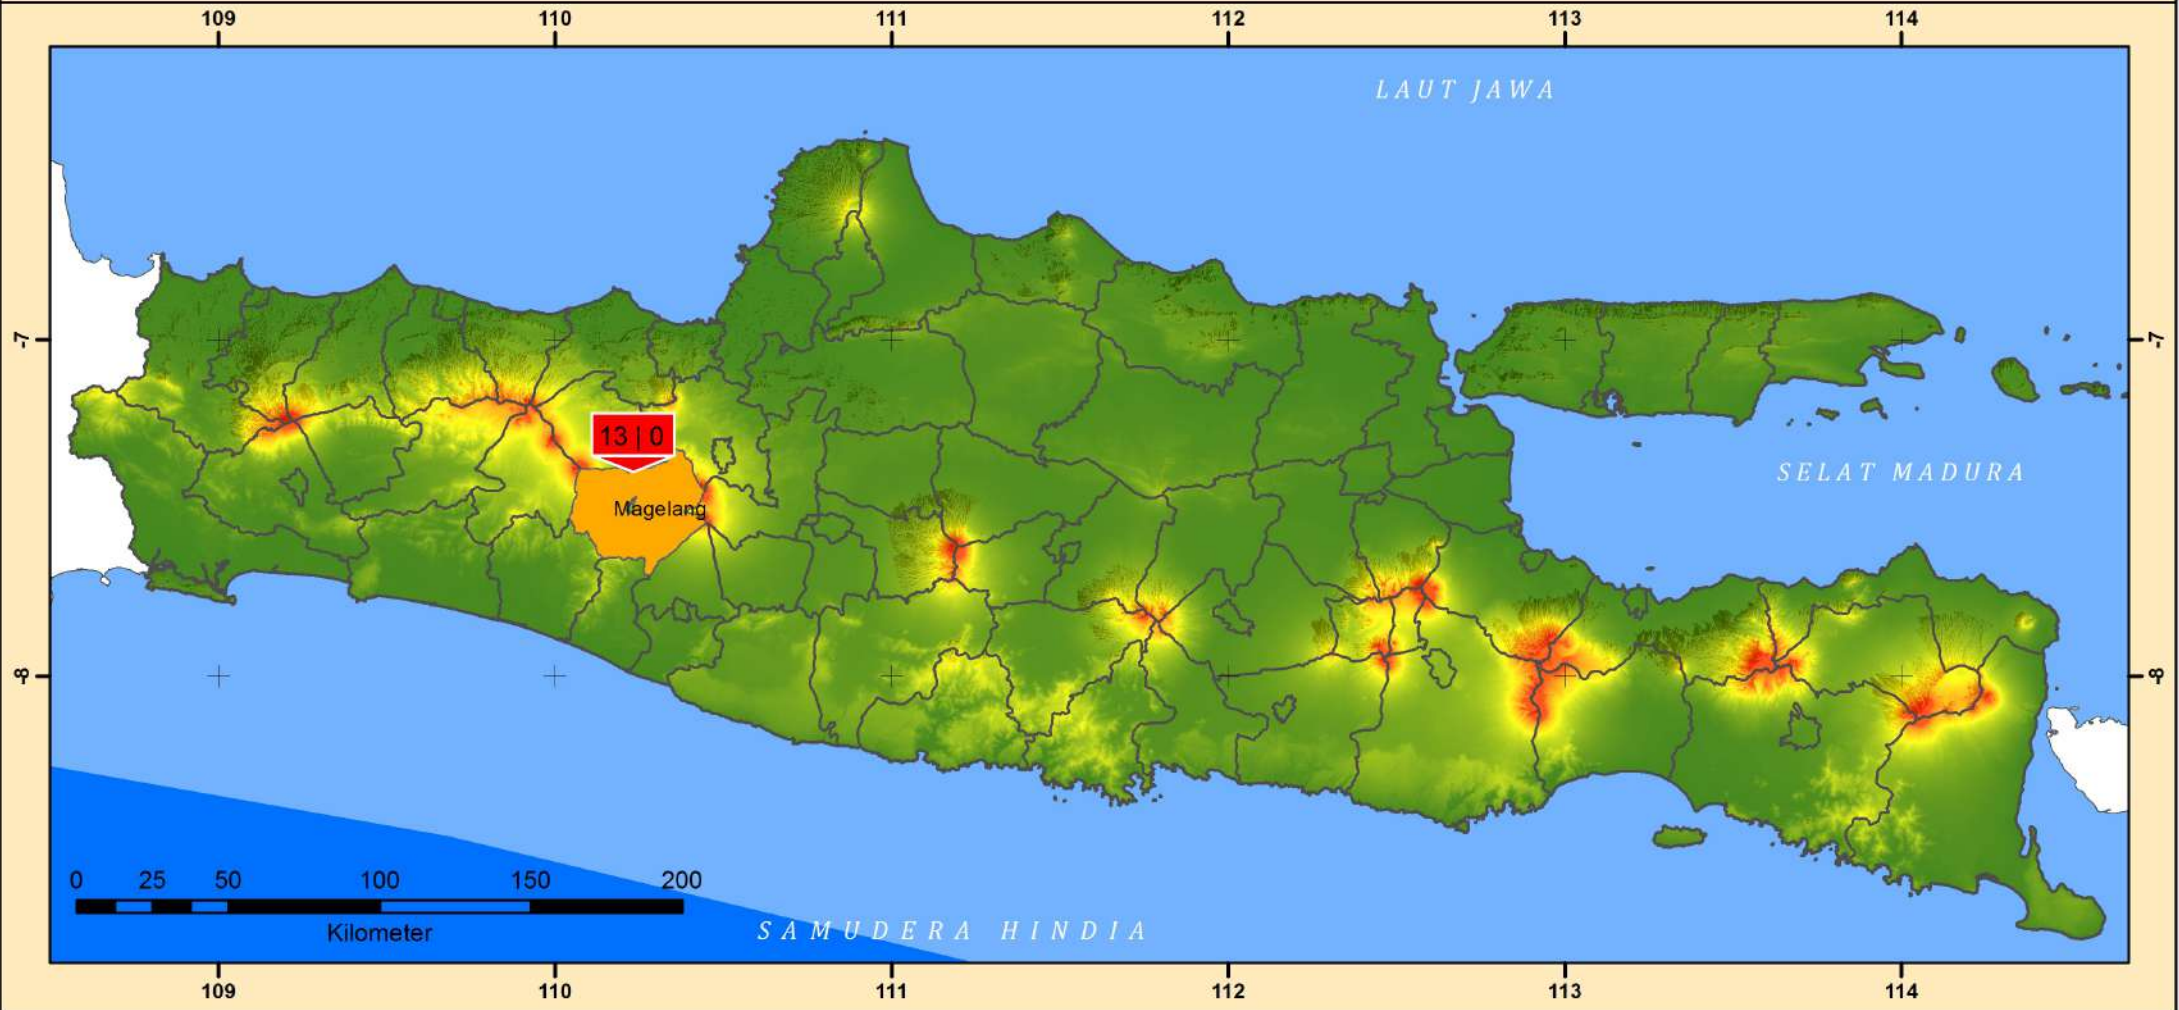 109 110 111 112 113 114
LAUT JAWA
-7 -7
13 | 0
SELAT MADURA
Magelang
-8 -8
0 25 50 100 150 200
Kilometer
SAMUDERA HINDIA
109 110 111 112 113 114